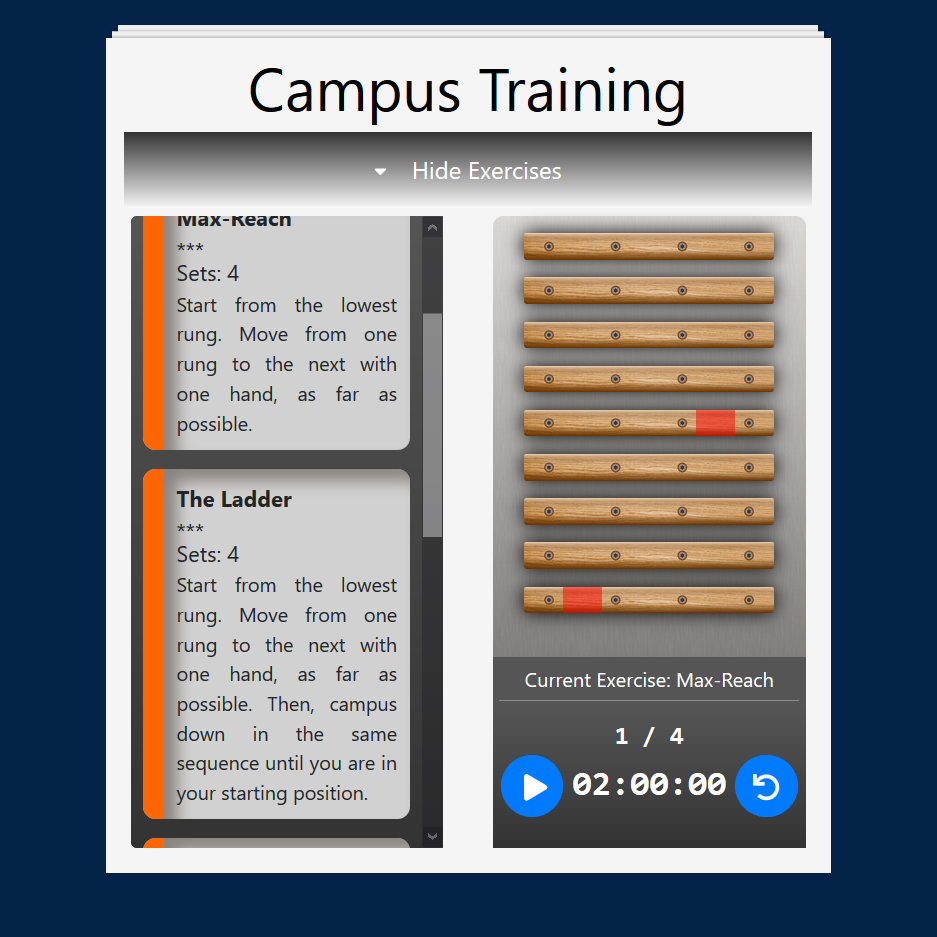 Campus Training
Hide Exercises
Max-Reach
***
Sets: 4
Start from the lowest
rung. Move from one
rung to the next with
one hand, as far as
possible.
The Ladder
***
Sets: 4
Start from the lowest
rung. Move from one
rung to the next with
one hand, as far as
possible. Then, campus
down in the same
sequence until you are in
your starting position.
Current Exercise: Max-Reach
1 / 4
02:00:00